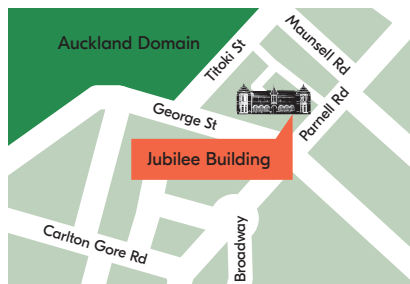 Auckland Domain
Titoki St
Maunsell Rd
George St
Parnell Rd
Jubilee Building
Carlton Gore Rd
Broadway